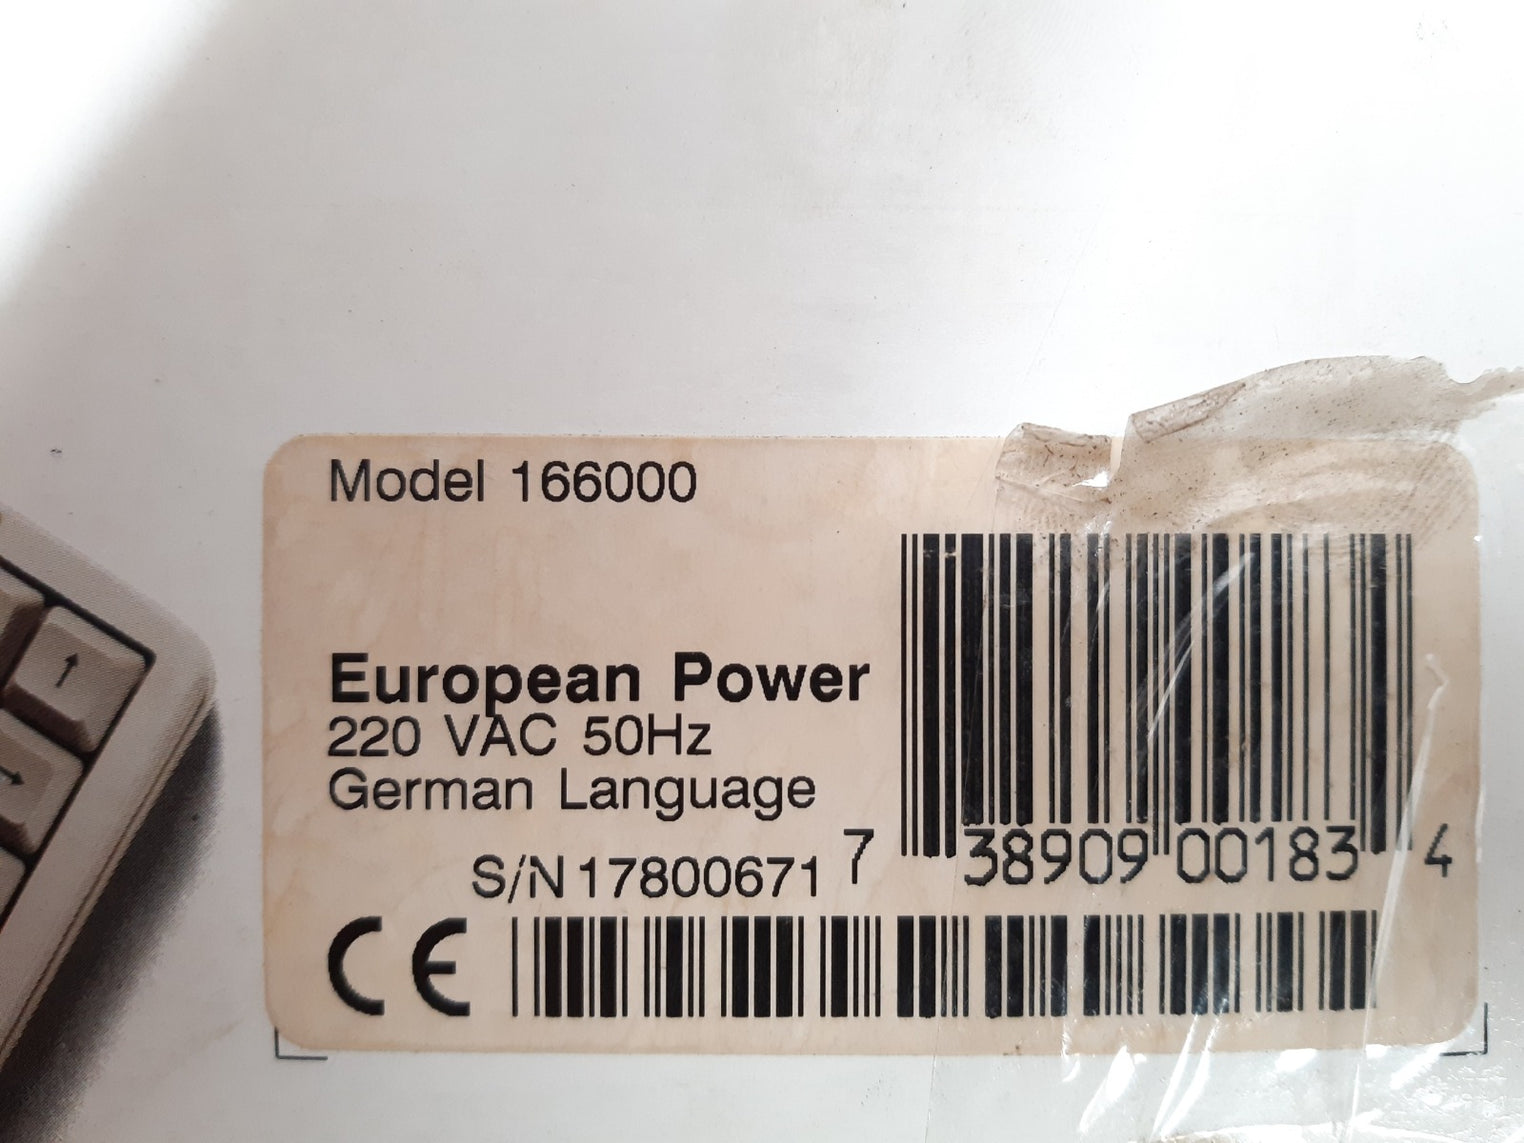 Model 166000
European Power
220 VAC 50Hz
German Language
7 38909 00183 4
S/N 17800671
CE